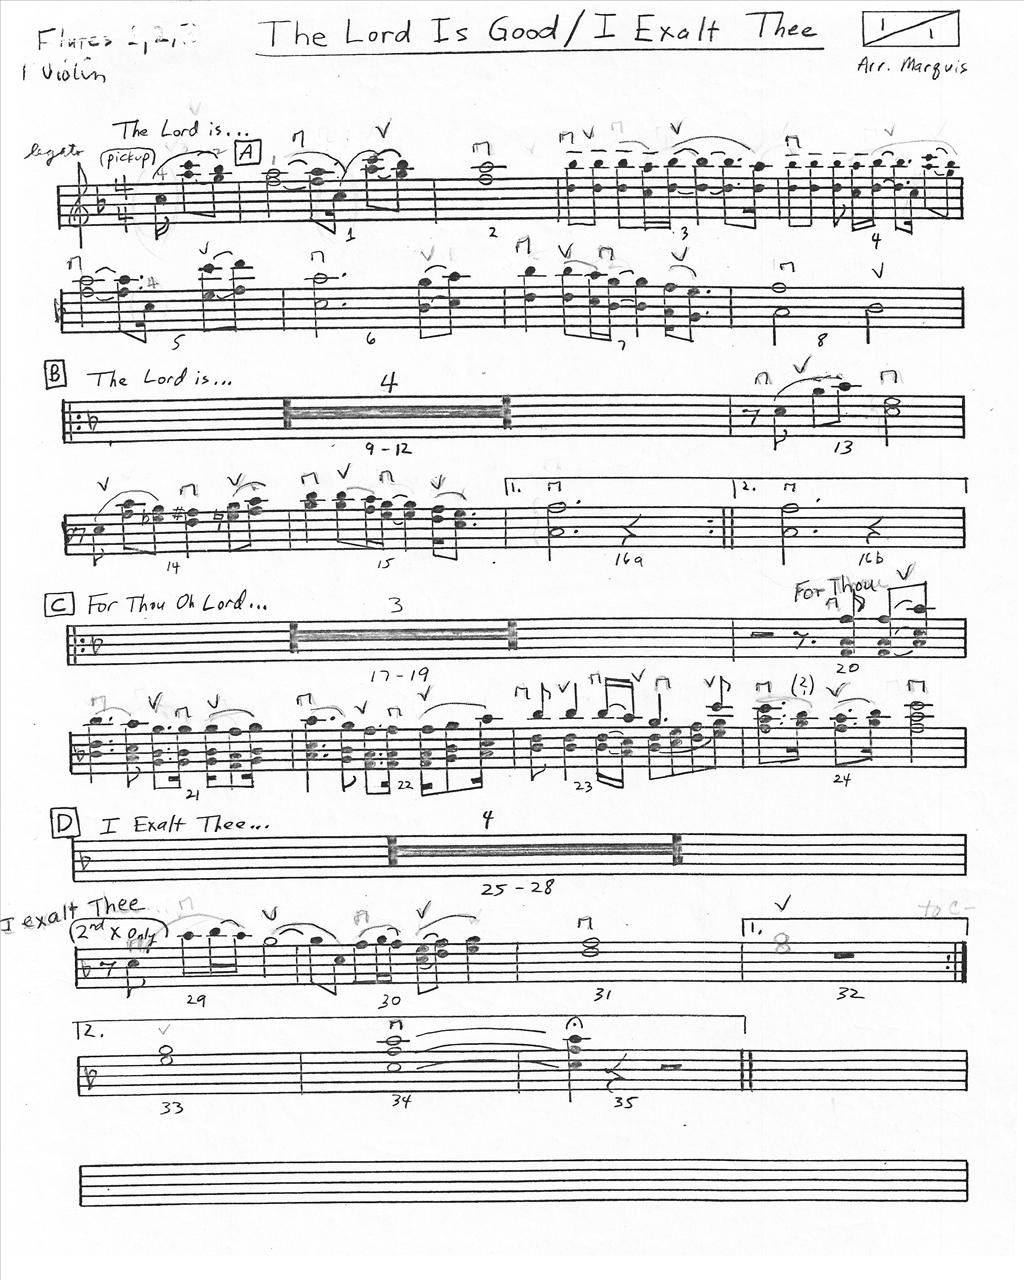 Flutes 1, 2, 3
The Lord Is Good / I Exalt Thee
1/1
1 Violin
Arr. Marquis
The Lord is...
legato
(pickup)
A
4
4
1 2 3 4
5 6 7 8
B The Lord is... 4
9-12 13
1. 2.
14 15 16a 16b
For Thou
C For Thou Oh Lord... 3
17-19 20
(?)
21 22 23 24
D I Exalt Thee... 4
25-28
I exalt Thee
(2nd x only)
1.
to C-
29 30 31 32
2.
33 34 35